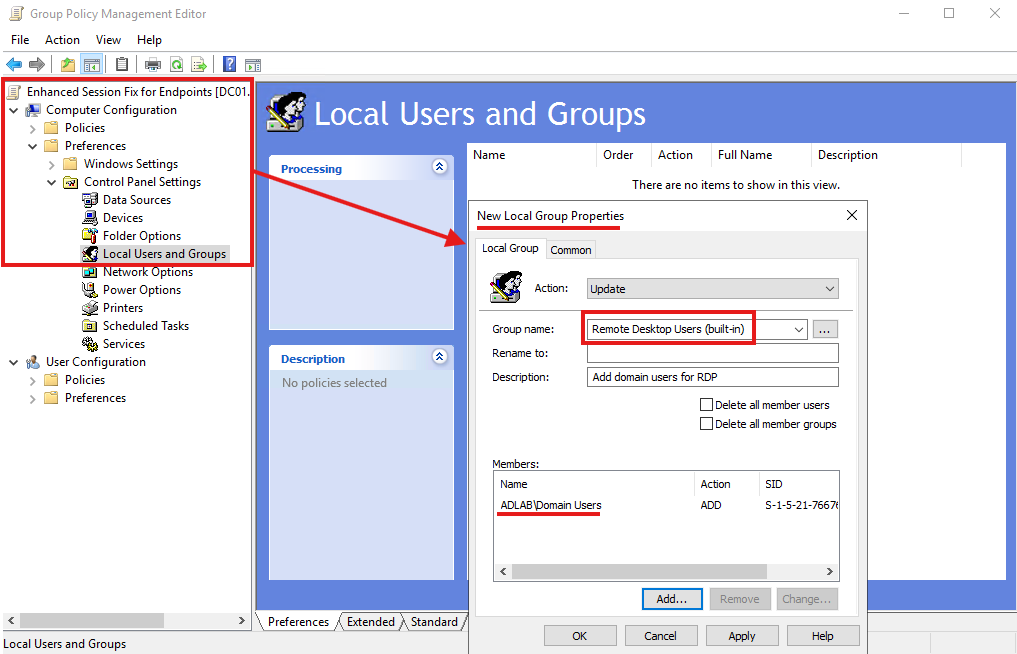 Group Policy Management Editor
File Action View Help
Enhanced Session Fix for Endpoints [DC01.
Computer Configuration
Policies
Preferences
Windows Settings
Control Panel Settings
Data Sources
Devices
Folder Options
Local Users and Groups
Network Options
Power Options
Printers
Scheduled Tasks
Services
User Configuration
Policies
Preferences
Local Users and Groups
Processing
Description
No policies selected
Name Order Action Full Name Description
There are no items to show in this view.
New Local Group Properties
Local Group Common
Action: Update
Group name: Remote Desktop Users (built-in) ...
Rename to:
Description: Add domain users for RDP
Delete all member users
Delete all member groups
Members:
Name Action SID
ADLAB\Domain Users ADD S-1-5-21-7667
Add... Remove Change...
OK Cancel Apply Help
Preferences Extended Standard
Local Users and Groups